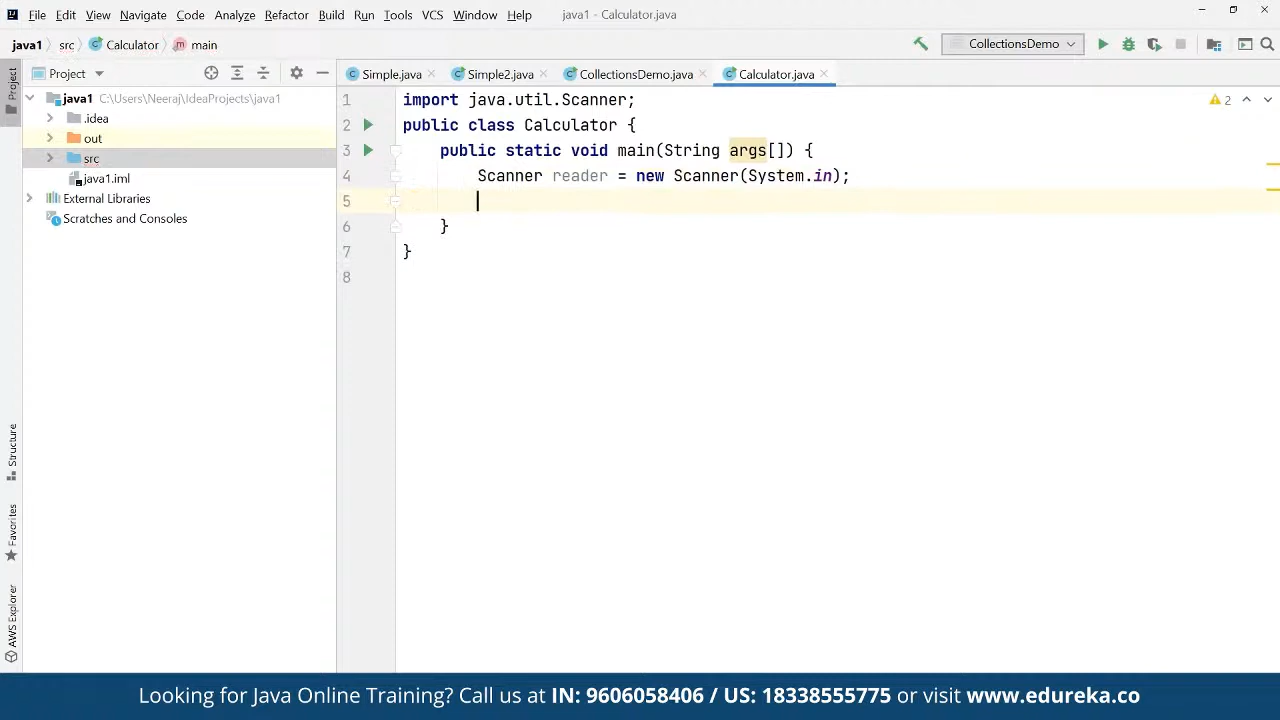 File Edit View Navigate Code Analyze Refactor Build Run Tools VCS Window Help java1 - Calculator.java
java1 src Calculator main CollectionsDemo
Project Simple.java Simple2.java CollectionsDemo.java Calculator.java
Project
java1 C:\Users\Neeraj\IdeaProjects\java1
.idea
out
src
java1.iml
External Libraries
Scratches and Consoles
Structure
Favorites
AWS Explorer
1 import java.util.Scanner; 2
2 public class Calculator {
3 public static void main(String args[]) {
4 Scanner reader = new Scanner(System.in);
5
6 }
7 }
8
Looking for Java Online Training? Call us at IN: 9606058406 / US: 18338555775 or visit www.edureka.co